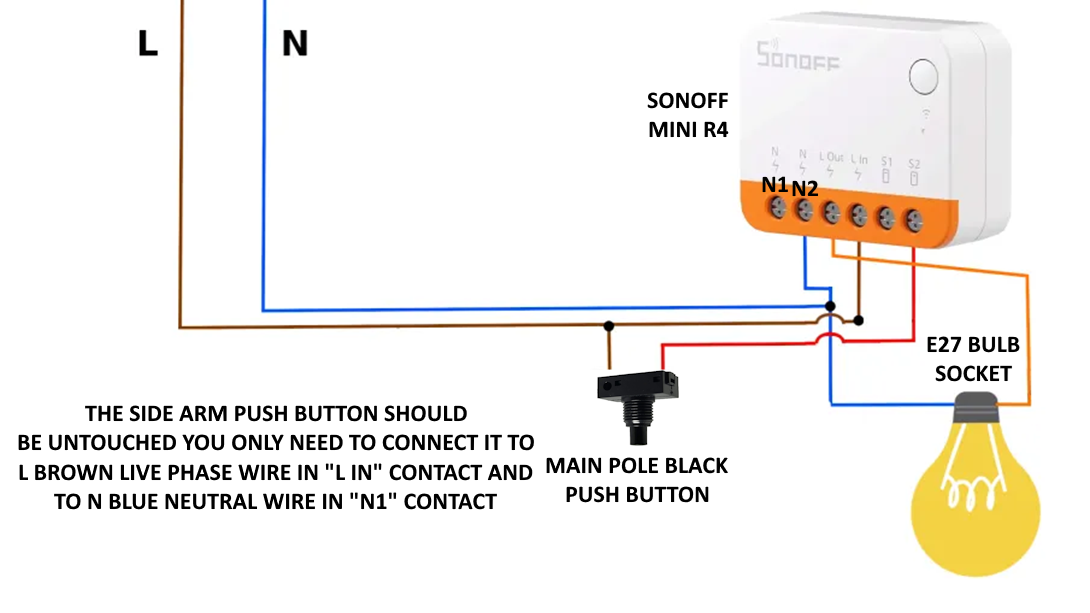 L
N
SONOFF
SONOFF
MINI R4
N N L Out L In S1 S2
N1 N2
E27 BULB
SOCKET
THE SIDE ARM PUSH BUTTON SHOULD
BE UNTOUCHED YOU ONLY NEED TO CONNECT IT TO
L BROWN LIVE PHASE WIRE IN "L IN" CONTACT AND
TO N BLUE NEUTRAL WIRE IN "N1" CONTACT
MAIN POLE BLACK
PUSH BUTTON